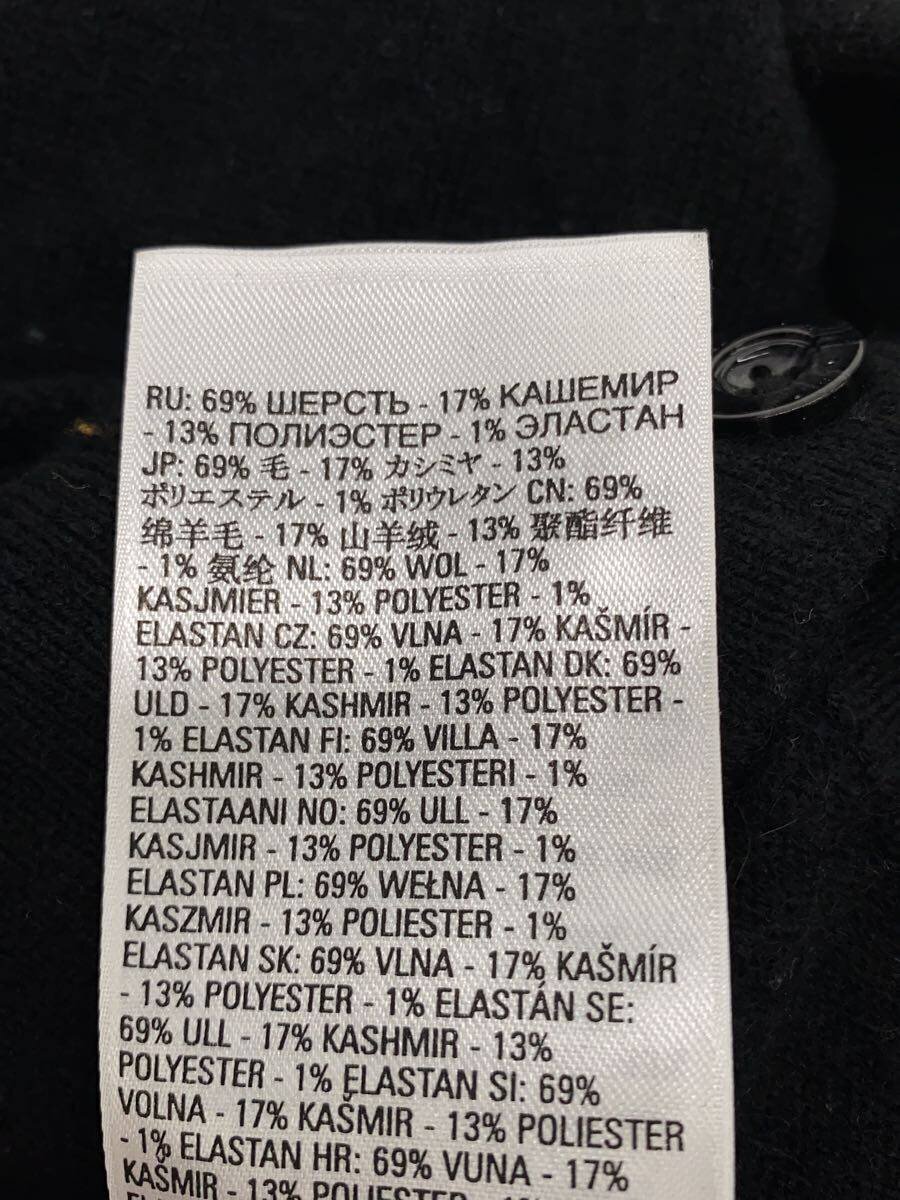 RU: 69% ШЕРСТЬ - 17% КАШЕМИР
- 13% ПОЛИЭСТЕР - 1% ЭЛАСТАН
JP: 69% 毛 - 17% カシミヤ - 13%
ポリエステル - 1% ポリウレタン CN: 69%
绵羊毛 - 17% 山羊绒 - 13% 聚酯纤维
- 1% 氨纶 NL: 69% WOL - 17%
KASJMIER - 13% POLYESTER - 1%
ELASTAN CZ: 69% VLNA - 17% KAŠMÍR -
13% POLYESTER - 1% ELASTAN DK: 69%
ULD - 17% KASHMIR - 13% POLYESTER -
1% ELASTAN FI: 69% VILLA - 17%
KASHMIR - 13% POLYESTERI - 1%
ELASTAANI NO: 69% ULL - 17%
KASJMIR - 13% POLYESTER - 1%
ELASTAN PL: 69% WEŁNA - 17%
KASZMIR - 13% POLIESTER - 1%
ELASTAN SK: 69% VLNA - 17% KAŠMÍR
- 13% POLYESTER - 1% ELASTÁN SE:
69% ULL - 17% KASHMIR - 13%
POLYESTER - 1% ELASTAN SI: 69%
VOLNA - 17% KAŠMIR - 13% POLIESTER
- 1% ELASTAN HR: 69% VUNA - 17%
KAŠMIR - 13% POLIESTER